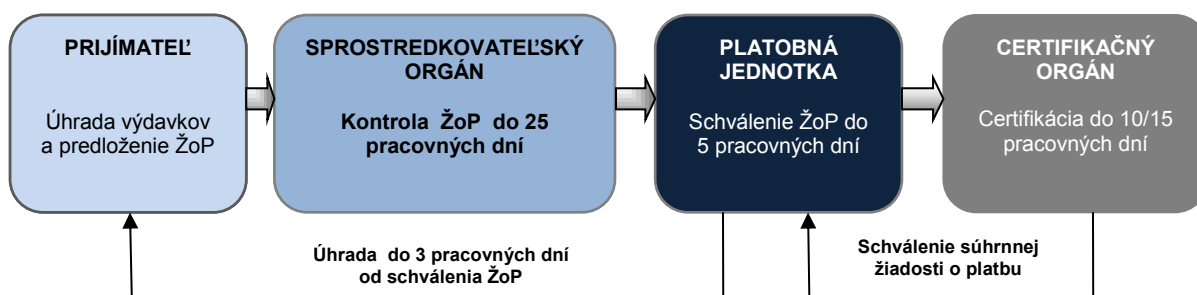 PRIJÍMATEĽ
Úhrada výdavkov
a predloženie ŽoP
SPROSTREDKOVATEĽSKÝ
ORGÁN
Kontrola ŽoP do 25
pracovných dní
PLATOBNÁ
JEDNOTKA
Schválenie ŽoP do
5 pracovných dní
CERTIFIKAČNÝ
ORGÁN
Certifikácia do 10/15
pracovných dní
Úhrada do 3 pracovných dní
od schválenia ŽoP
Schválenie súhrnnej
žiadosti o platbu